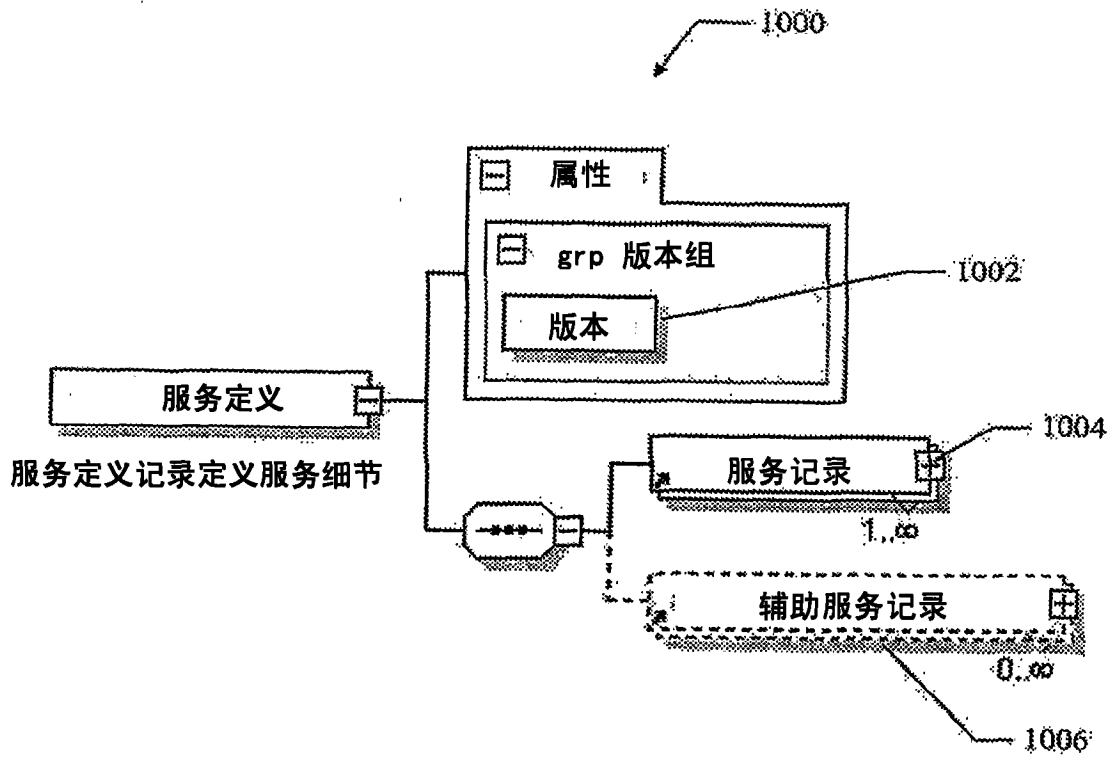 1000
属性
grp 版本组
1002
版本
服务定义
服务定义记录定义服务细节
1004
服务记录
1..∞
辅助服务记录
0..∞
1006